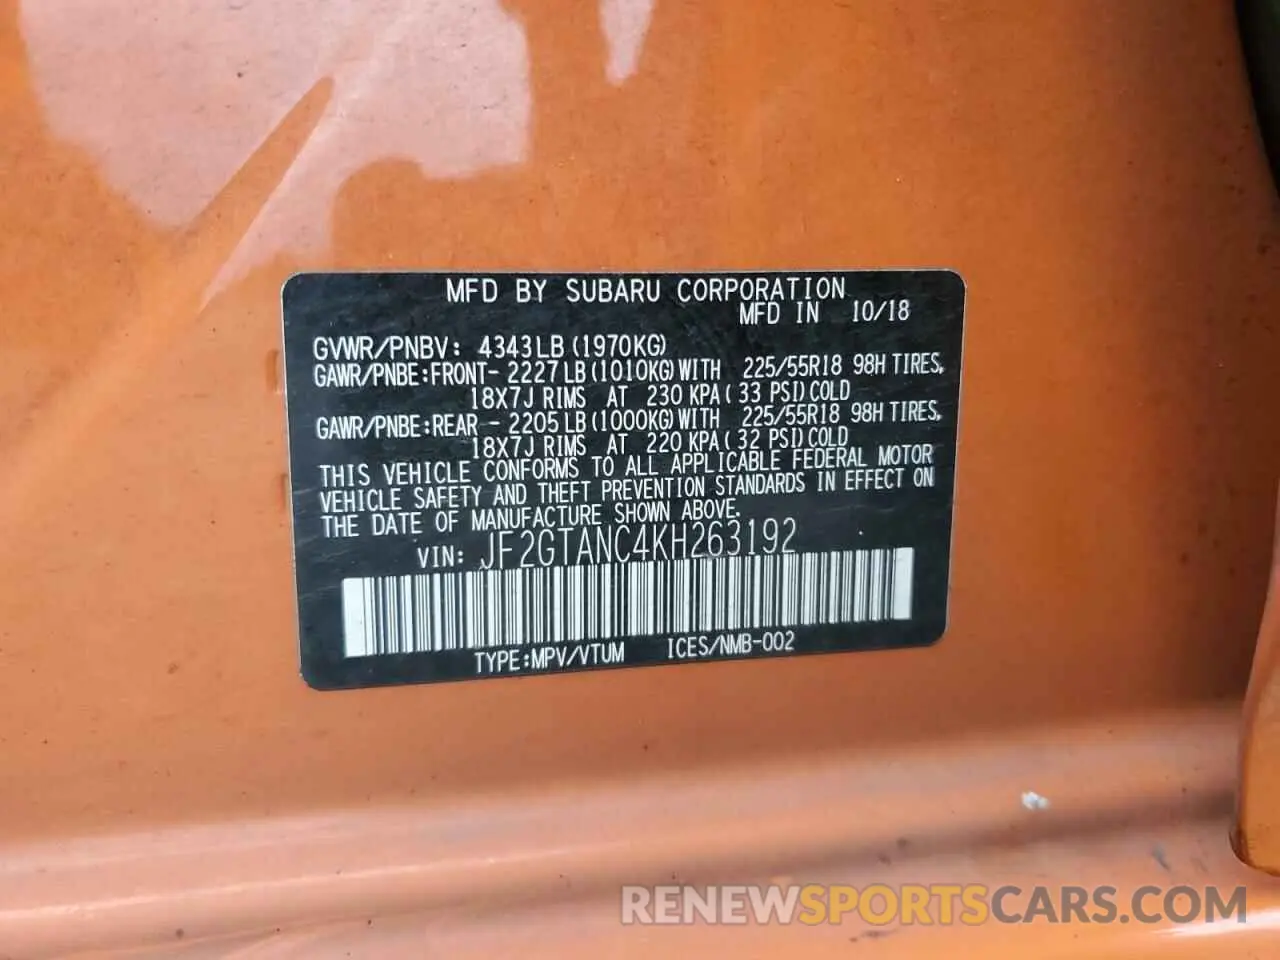 MFD BY SUBARU CORPORATION
MFD IN 10/18
GVWR/PNBV: 4343LB (1970KG)
GAWR/PNBE:FRONT- 2227LB (1010KG) WITH 225/55R18 98H TIRES,
18X7J RIMS AT 230 KPA( 33 PSI) COLD
GAWR/PNBE:REAR - 2205LB (1000KG) WITH 225/55R18 98H TIRES,
18X7J RIMS AT 220 KPA( 32 PSI) COLD
THIS VEHICLE CONFORMS TO ALL APPLICABLE FEDERAL MOTOR
VEHICLE SAFETY AND THEFT PREVENTION STANDARDS IN EFFECT ON
THE DATE OF MANUFACTURE SHOWN ABOVE.
VIN: JF2GTANC4KH263192
TYPE:MPV/VTUM ICES/NMB-002
RENEWSPORTSCARS.COM